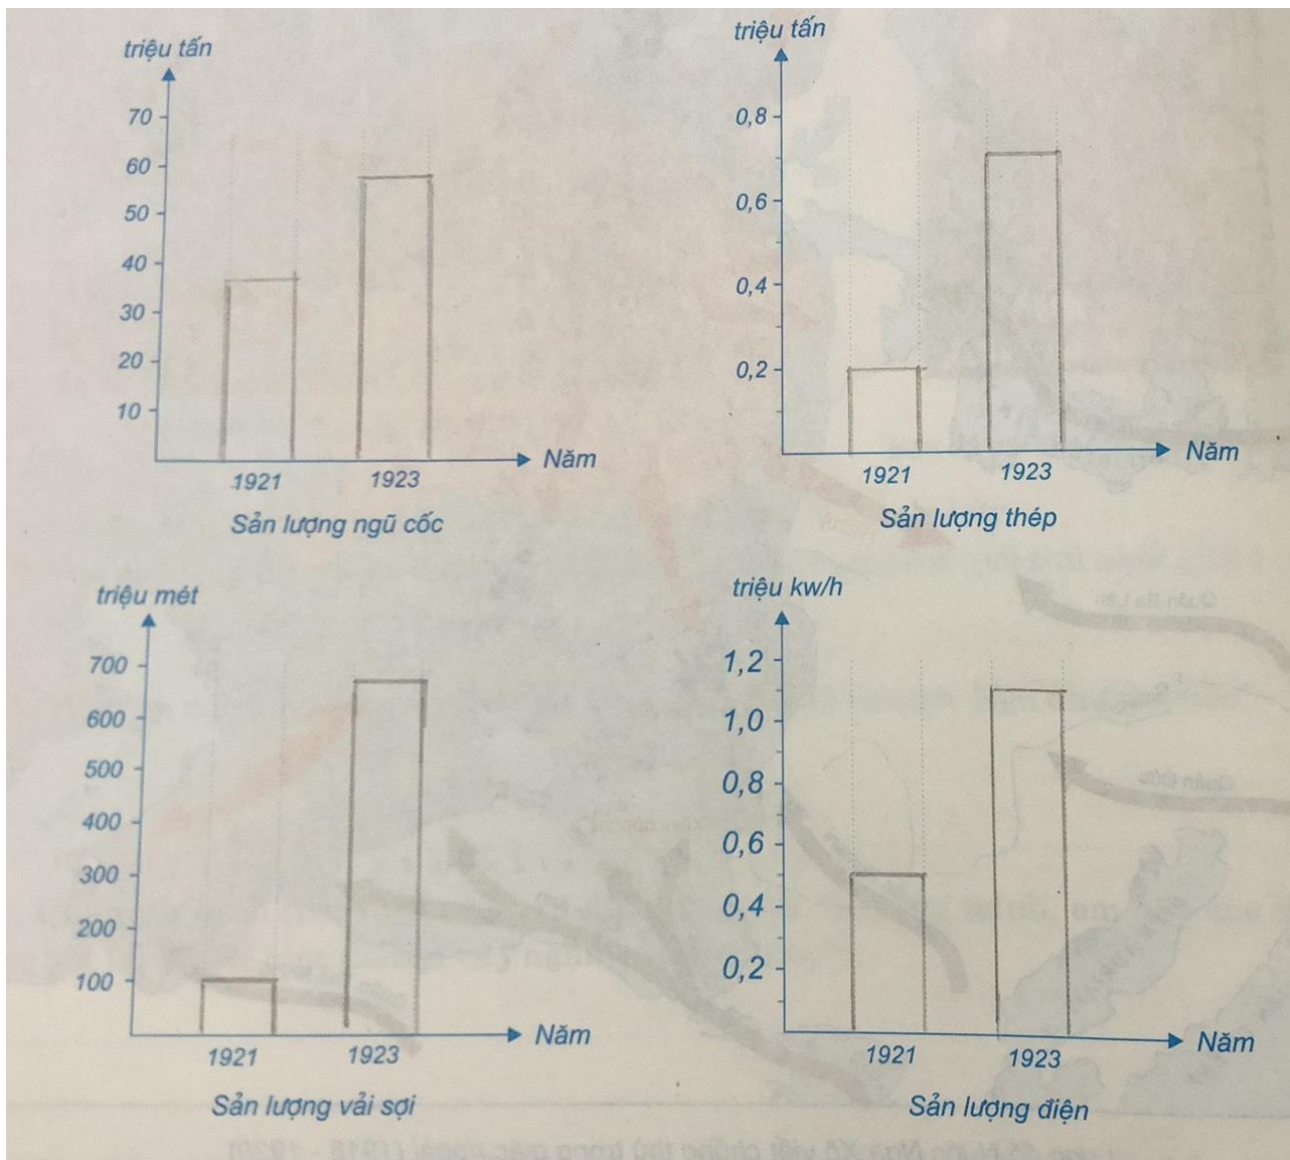 triệu tấn
70
60
50
40
30
20
10
1921
1923
Năm
Sản lượng ngũ cốc
triệu tấn
0,8
0,6
0,4
0,2
1921
1923
Năm
Sản lượng thép
triệu mét
700
600
500
400
300
200
100
1921
1923
Năm
Sản lượng vải sợi
triệu kw/h
1,2
1,0
0,8
0,6
0,4
0,2
1921
1923
Năm
Sản lượng điện